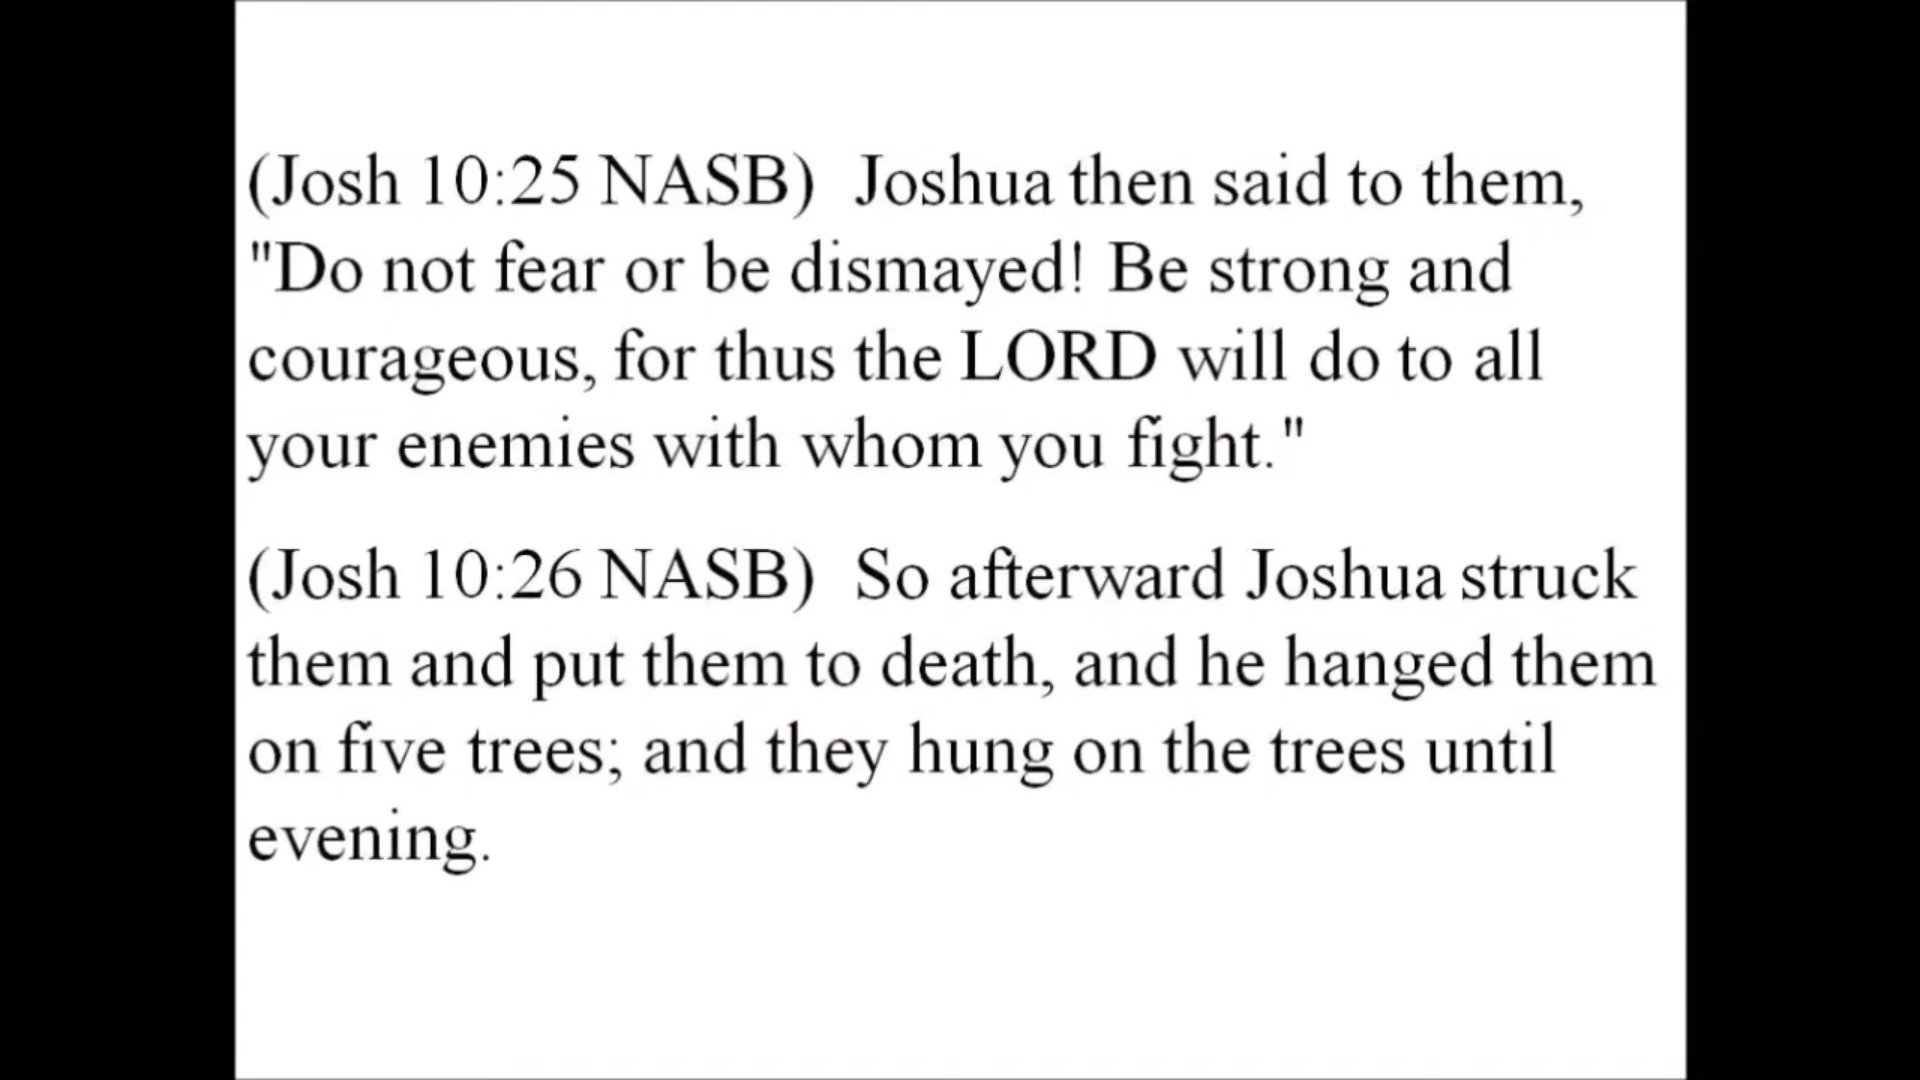 (Josh 10:25 NASB)  Joshua then said to them,
"Do not fear or be dismayed! Be strong and
courageous, for thus the LORD will do to all
your enemies with whom you fight."
(Josh 10:26 NASB)  So afterward Joshua struck
them and put them to death, and he hanged them
on five trees; and they hung on the trees until
evening.